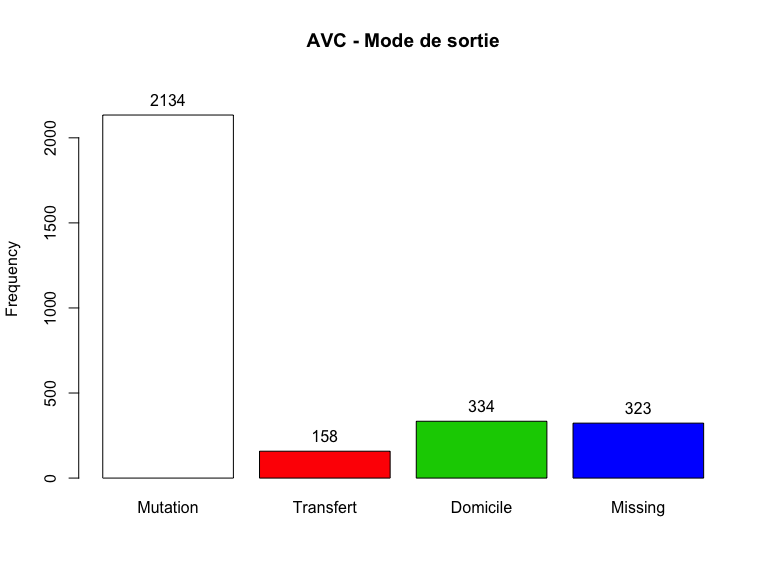 AVC - Mode de sortie
Frequency
2000
1500
1000
500
0
2134
158
334
323
Mutation
Transfert
Domicile
Missing